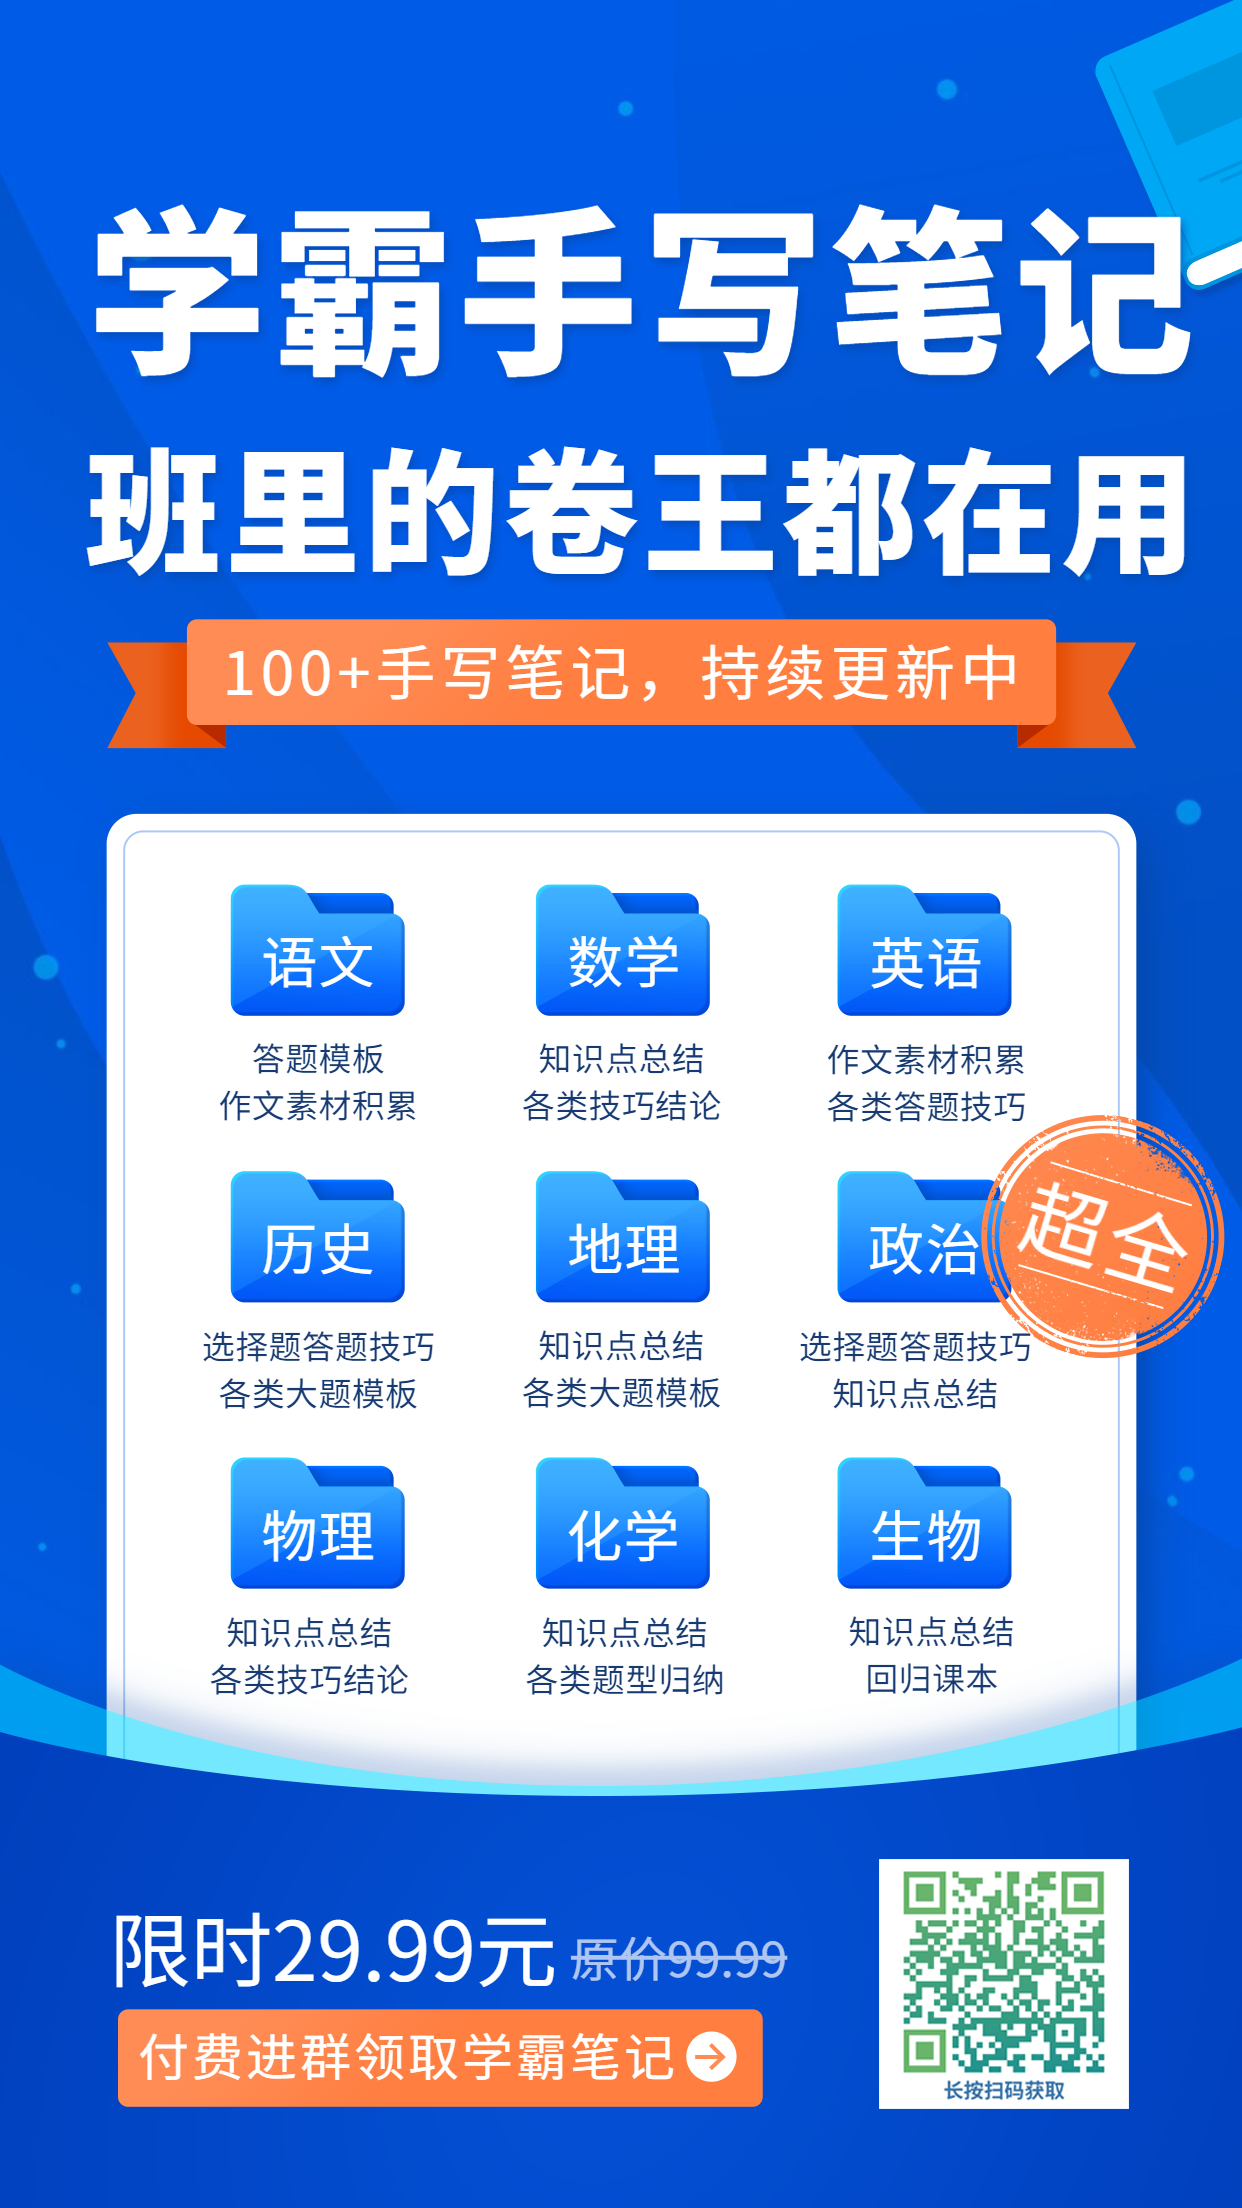 学霸手写笔记
班里的卷王都在用
100+手写笔记，持续更新中
语文
数学
英语
答题模板
作文素材积累
知识点总结
各类技巧结论
作文素材积累
各类答题技巧
历史
地理
政治
超全
选择题答题技巧
各类大题模板
知识点总结
各类大题模板
选择题答题技巧
知识点总结
物理
化学
生物
知识点总结
各类技巧结论
知识点总结
各类题型归纳
知识点总结
回归课本
限时29.99元 原价99.99
付费进群领取学霸笔记
长按扫码获取